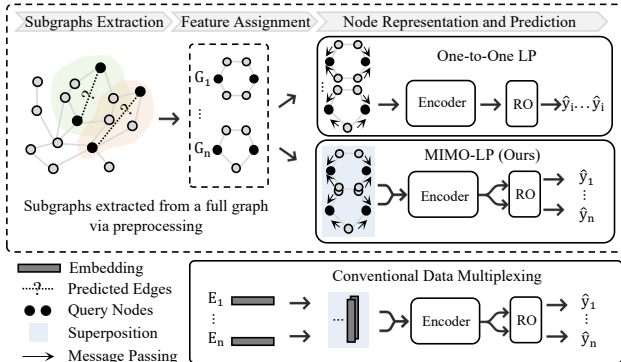 Subgraphs Extraction
Feature Assignment
Node Representation and Prediction
?
?
Subgraphs extracted from a full graph
via preprocessing
G1
⋮
Gn
One-to-One LP
⋮
Encoder
RO
ŷi… ŷi
MIMO-LP (Ours)
Encoder
RO
ŷ1
⋮
ŷn
Embedding
? Predicted Edges
Query Nodes
Superposition
Message Passing
Conventional Data Multiplexing
E1
⋮
En
...
Encoder
RO
ŷ1
⋮
ŷn